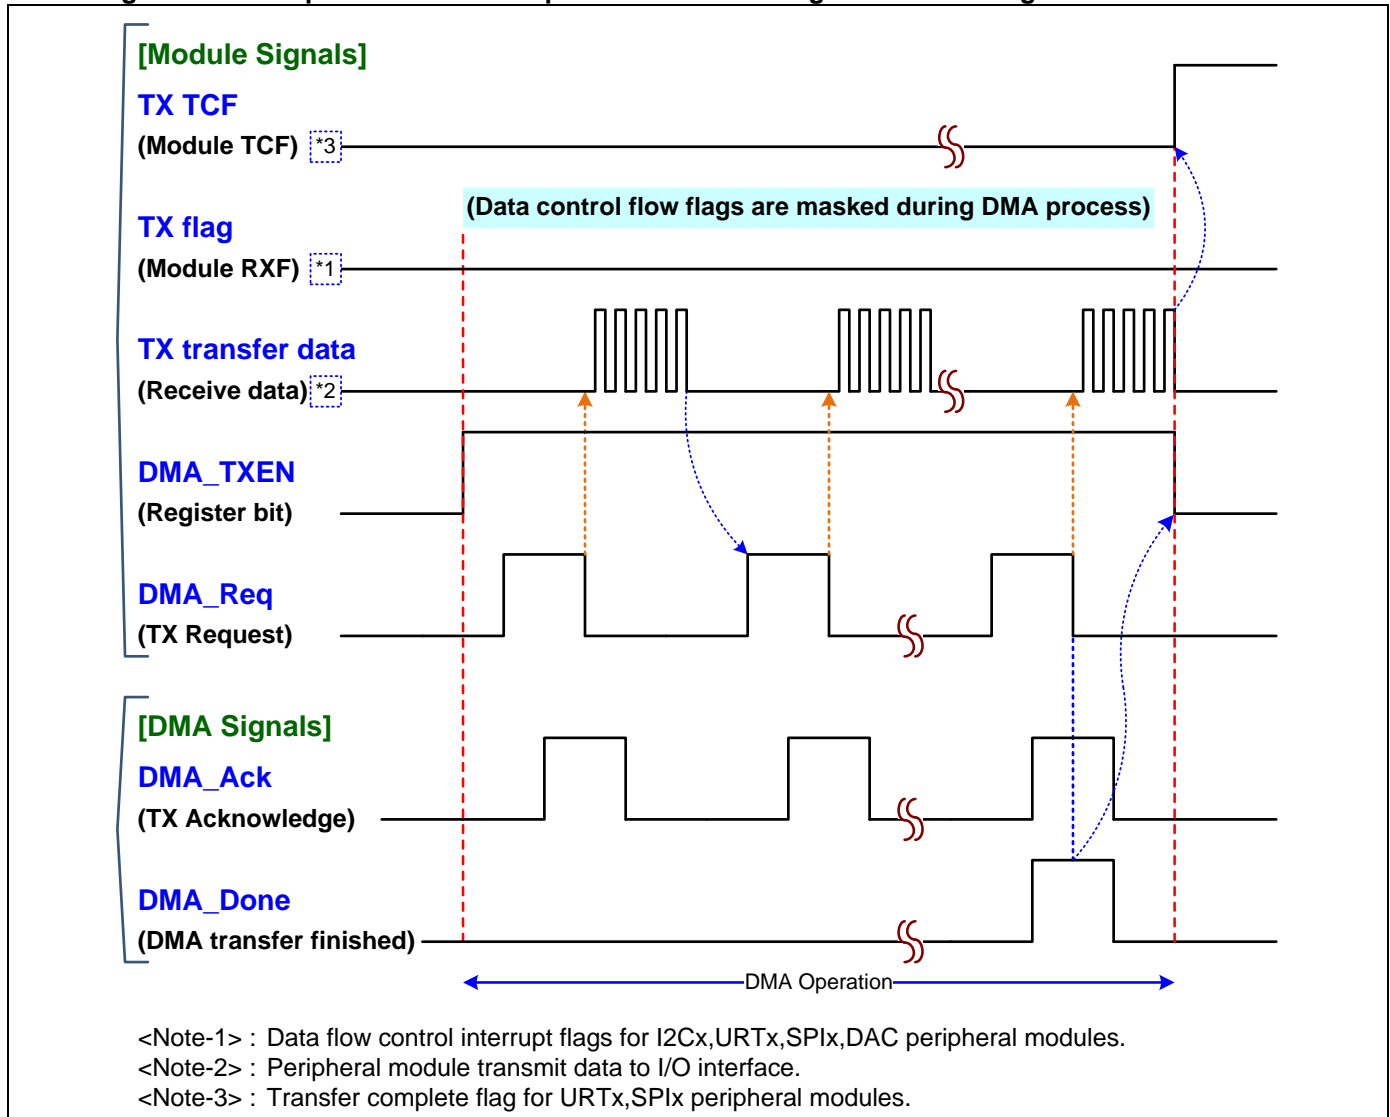 [Module Signals]
TX TCF
(Module TCF) *3
(Data control flow flags are masked during DMA process)
TX flag
(Module RXF) *1
TX transfer data
(Receive data) *2
DMA_TXEN
(Register bit)
DMA_Req
(TX Request)
[DMA Signals]
DMA_Ack
(TX Acknowledge)
DMA_Done
(DMA transfer finished)
DMA Operation
<Note-1> : Data flow control interrupt flags for I2Cx,URTx,SPIx,DAC peripheral modules.
<Note-2> : Peripheral module transmit data to I/O interface.
<Note-3> : Transfer complete flag for URTx,SPIx peripheral modules.